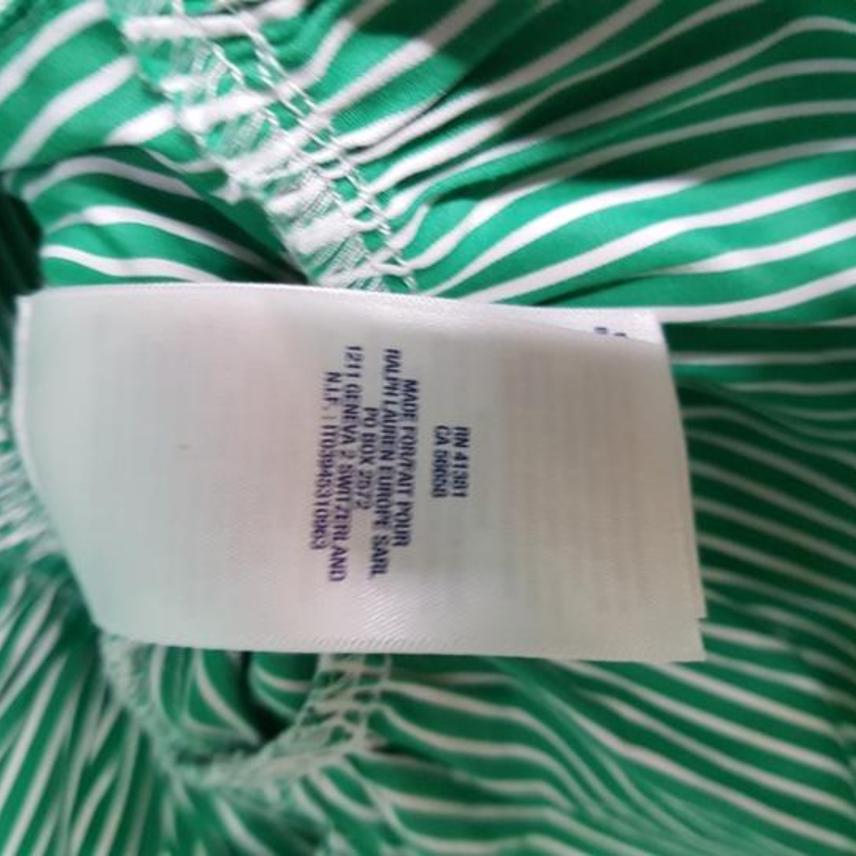 RN 41381
CA 56658
MADE FOR/FAIT POUR
RALPH LAUREN EUROPE SARL
PO BOX 2572
1211 GENEVA 2 SWITZERLAND
N.I.F. : IT03945310963